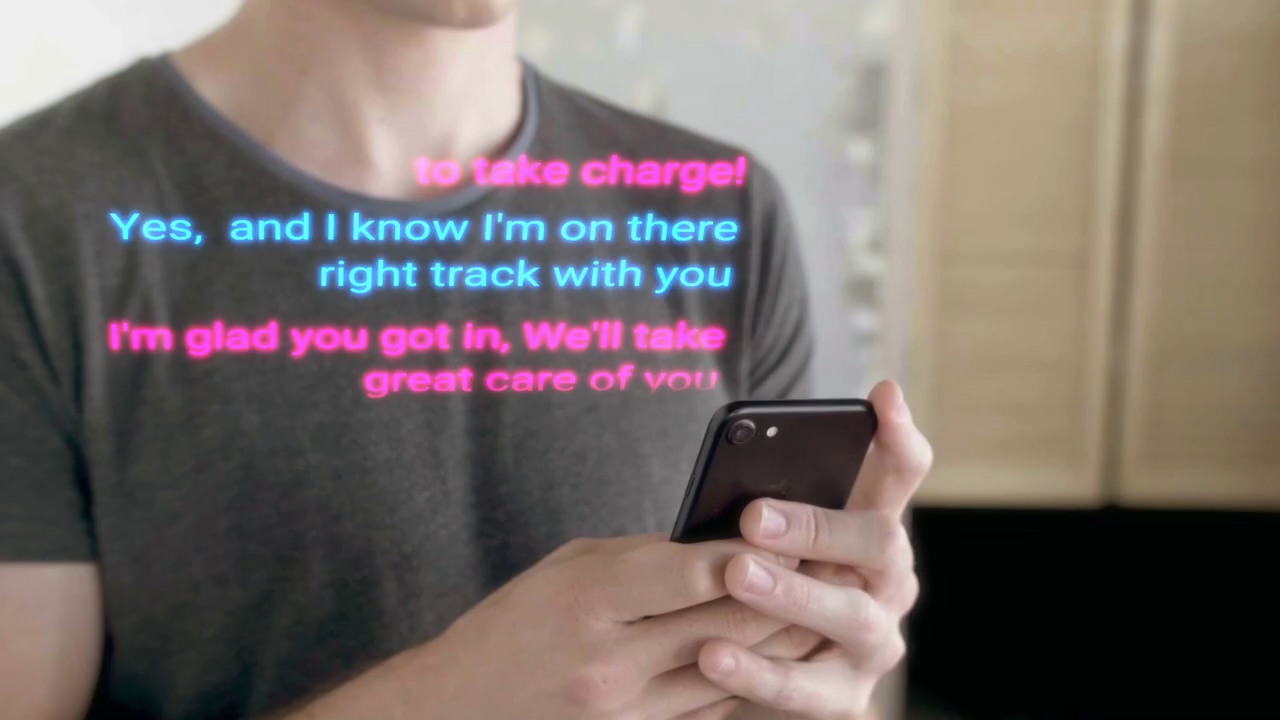 to take charge!
Yes, and I know I'm on there
right track with you
I'm glad you got in, We'll take
great care of you